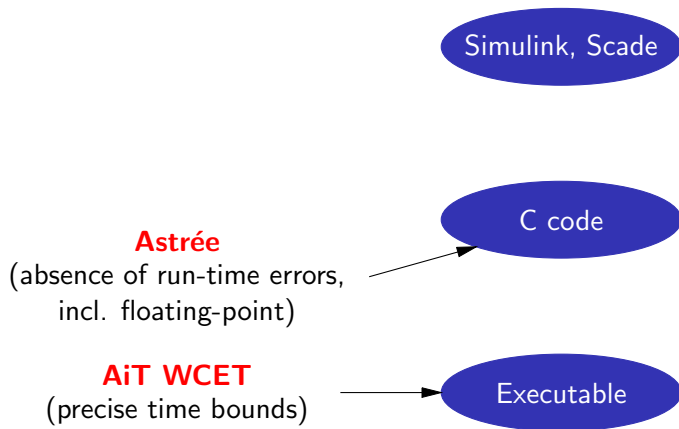 Simulink, Scade
C code
Astrée
(absence of run-time errors,
incl. floating-point)
AiT WCET
(precise time bounds)
Executable